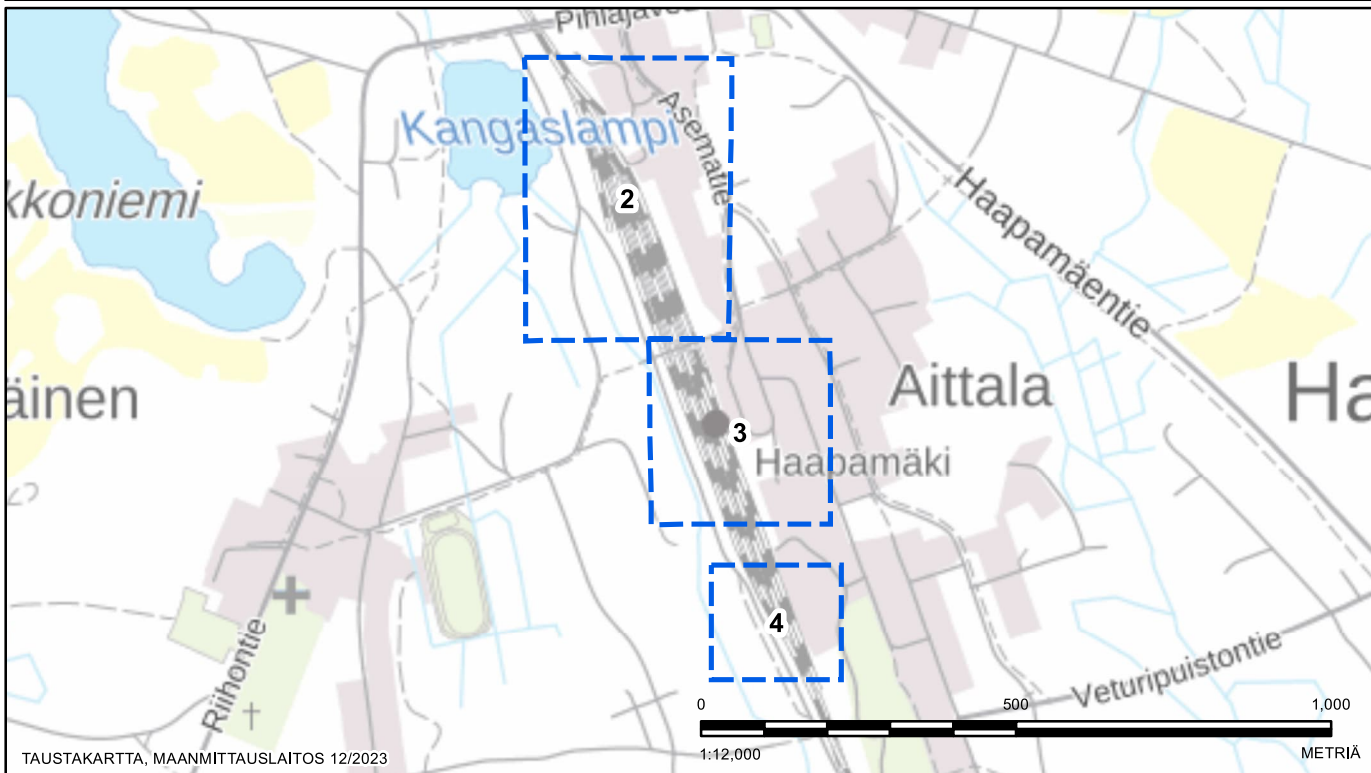 Kangaslampi
Asematie
kkoniemi
2
Haapamäentie
äinen
Aittala
Ha
3
Haapamäki
4
Riihontie
Veturipuistontie
0 500 1,000
1:12,000 METRIÄ
TAUSTAKARTTA, MAANMITTAUSLAITOS 12/2023